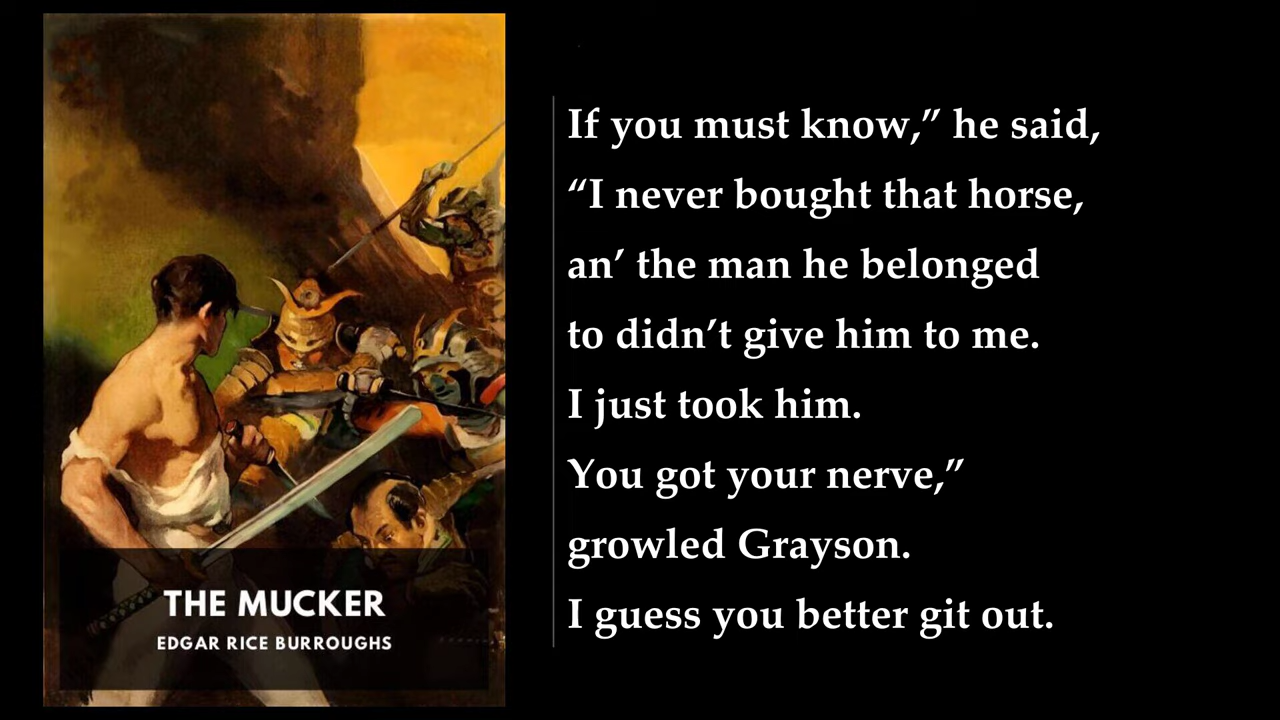 THE MUCKER
EDGAR RICE BURROUGHS
If you must know,” he said,
“I never bought that horse,
an’ the man he belonged
to didn’t give him to me.
I just took him.
You got your nerve,”
growled Grayson.
I guess you better git out.